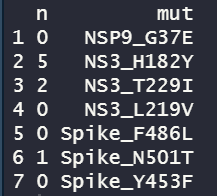 n mut
1 0 NSP9_G37E
2 5 NS3_H182Y
3 2 NS3_T229I
4 0 NS3_L219V
5 0 Spike_F486L
6 1 Spike_N501T
7 0 Spike_Y453F